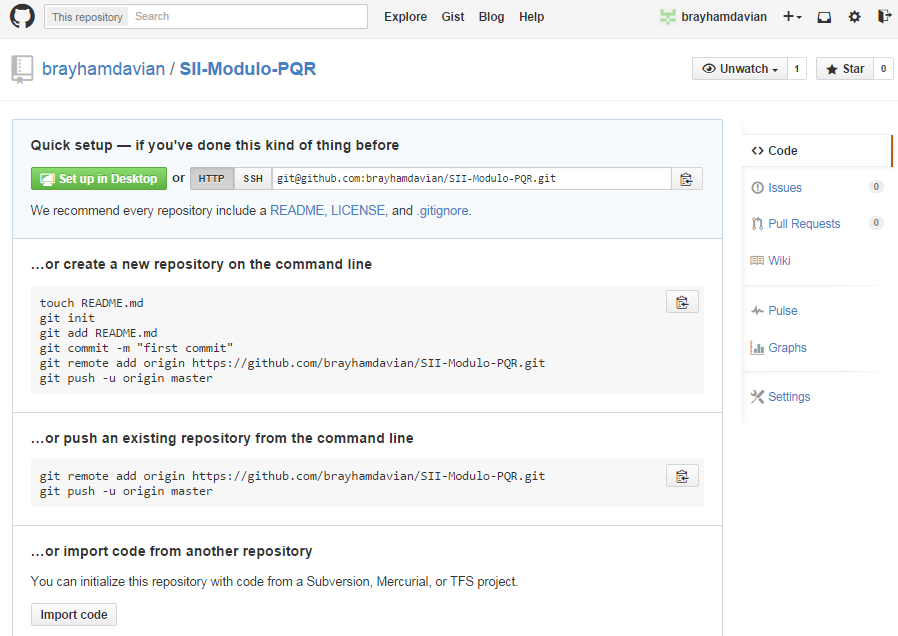 This repository Search Explore Gist Blog Help brayhamdavian
brayhamdavian / SII-Modulo-PQR Unwatch 1 Star 0
Quick setup — if you've done this kind of thing before
Set up in Desktop or HTTP SSH git@github.com:brayhamdavian/SII-Modulo-PQR.git
We recommend every repository include a README, LICENSE, and .gitignore.
…or create a new repository on the command line
touch README.md
git init
git add README.md
git commit -m "first commit"
git remote add origin https://github.com/brayhamdavian/SII-Modulo-PQR.git
git push -u origin master
…or push an existing repository from the command line
git remote add origin https://github.com/brayhamdavian/SII-Modulo-PQR.git
git push -u origin master
…or import code from another repository
You can initialize this repository with code from a Subversion, Mercurial, or TFS project.
Import code
Code
Issues 0
Pull Requests 0
Wiki
Pulse
Graphs
Settings